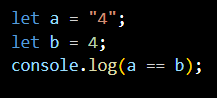 let a = "4";
let b = 4;
console.log(a == b);